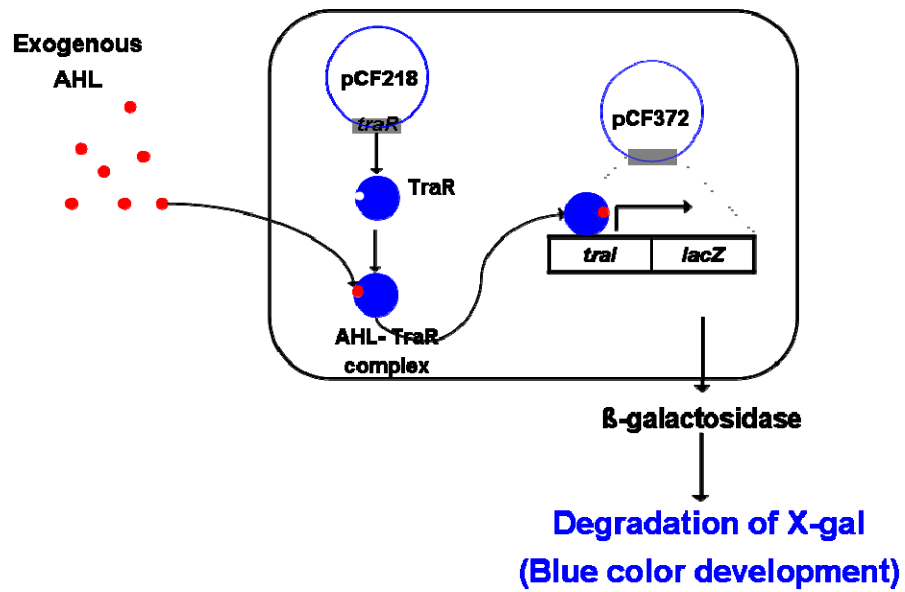 Exogenous
AHL
pCF218
traR
TraR
AHL- TraR
complex
pCF372
traI
lacZ
ß-galactosidase
Degradation of X-gal
(Blue color development)